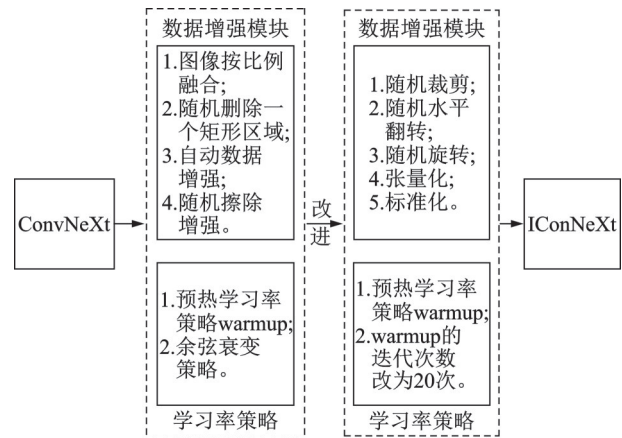 ConvNeXt
数据增强模块
1.图像按比例
融合;
2.随机删除一
个矩形区域;
3.自动数据
增强;
4.随机擦除
增强。
1.预热学习率
策略warmup;
2.余弦衰变
策略。
学习率策略
改
进
数据增强模块
1.随机裁剪;
2.随机水平
翻转;
3.随机旋转;
4.张量化;
5.标准化。
1.预热学习率
策略warmup;
2.warmup的
迭代次数
改为20次。
学习率策略
IConNeXt